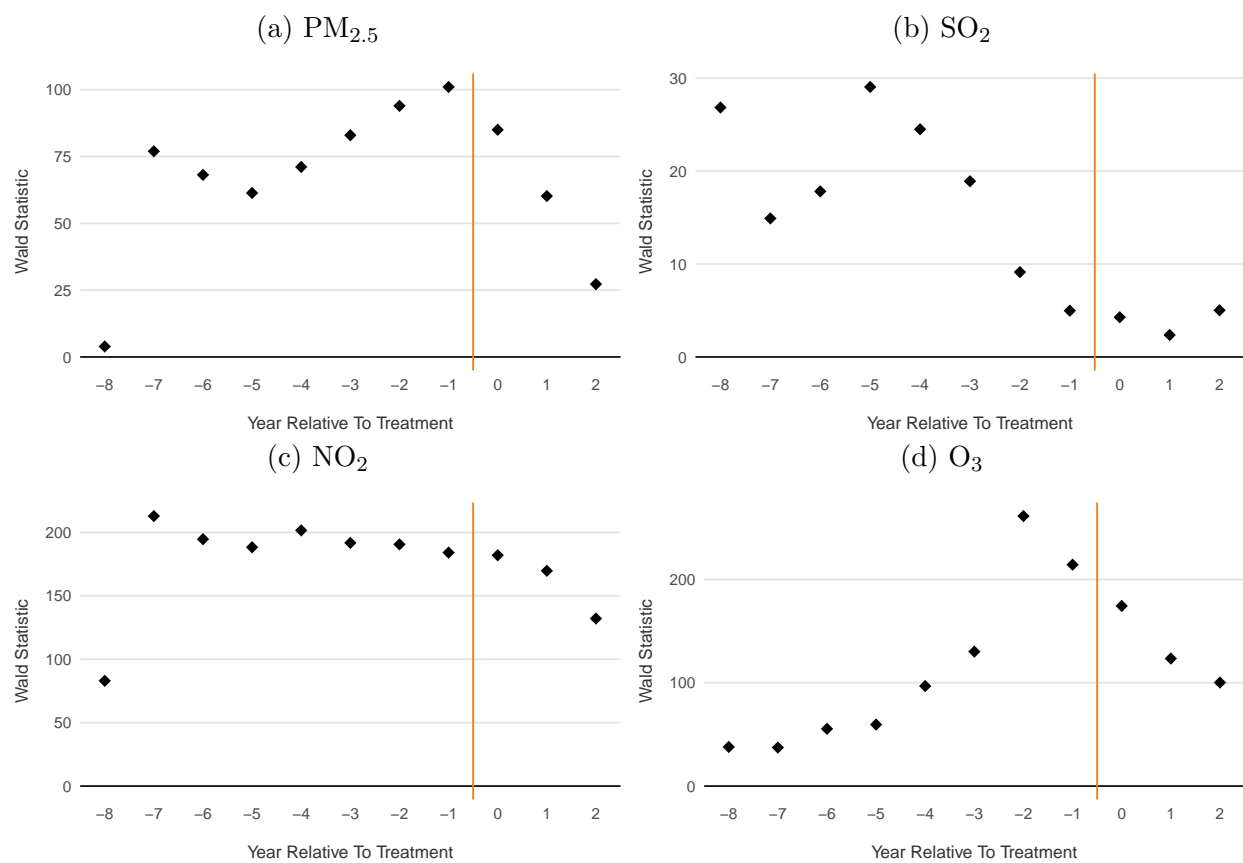 (a) PM₂.₅
100
75
50
25
0
Wald Statistic
−8 −7 −6 −5 −4 −3 −2 −1 0 1 2
Year Relative To Treatment
(b) SO₂
30
20
10
0
Wald Statistic
−8 −7 −6 −5 −4 −3 −2 −1 0 1 2
Year Relative To Treatment
(c) NO₂
200
150
100
50
0
Wald Statistic
−8 −7 −6 −5 −4 −3 −2 −1 0 1 2
Year Relative To Treatment
(d) O₃
200
100
0
Wald Statistic
−8 −7 −6 −5 −4 −3 −2 −1 0 1 2
Year Relative To Treatment